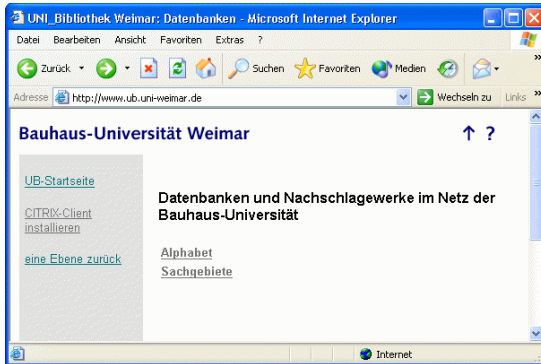 UNI_Bibliothek Weimar: Datenbanken - Microsoft Internet Explorer
Datei Bearbeiten Ansicht Favoriten Extras ?
Zurück Suchen Favoriten Medien »
Adresse http://www.ub.uni-weimar.de Wechseln zu Links »
Bauhaus-Universität Weimar ↑ ?
UB-Startseite
CITRIX-Client
installieren
eine Ebene zurück
Datenbanken und Nachschlagewerke im Netz der
Bauhaus-Universität
Alphabet
Sachgebiete
Internet